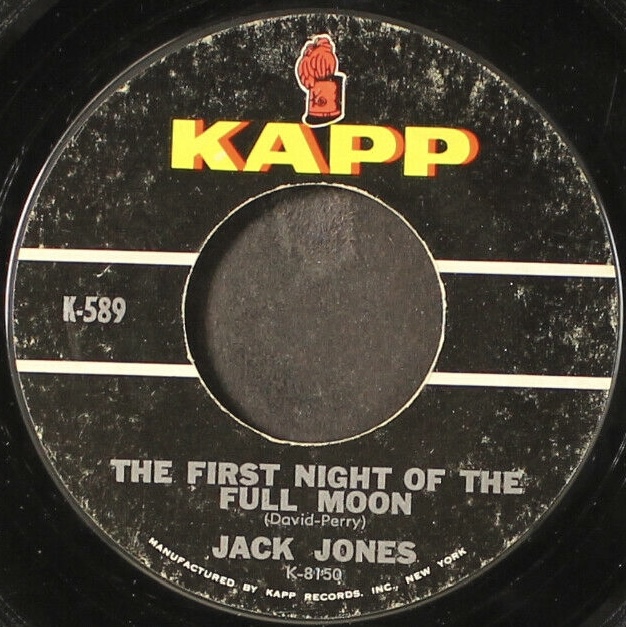 KAPP
K-589
THE FIRST NIGHT OF THE
FULL MOON
(David-Perry)
JACK JONES
K-8150
MANUFACTURED BY KAPP RECORDS, INC., NEW YORK